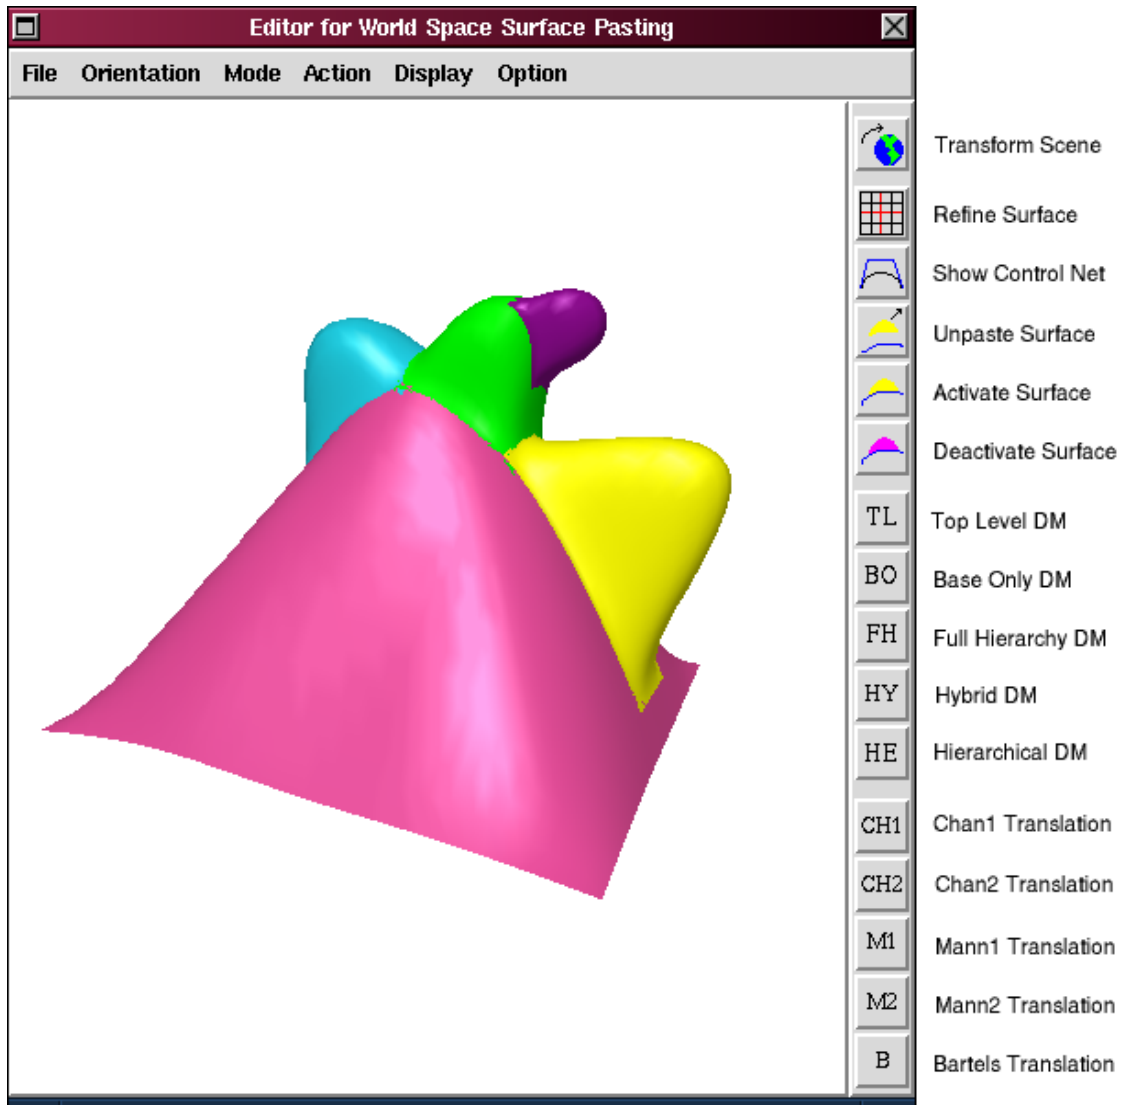 Editor for World Space Surface Pasting
File Orientation Mode Action Display Option
Transform Scene
Refine Surface
Show Control Net
Unpaste Surface
Activate Surface
Deactivate Surface
TL Top Level DM
BO Base Only DM
FH Full Hierarchy DM
HY Hybrid DM
HE Hierarchical DM
CH1 Chan1 Translation
CH2 Chan2 Translation
M1 Mann1 Translation
M2 Mann2 Translation
B Bartels Translation